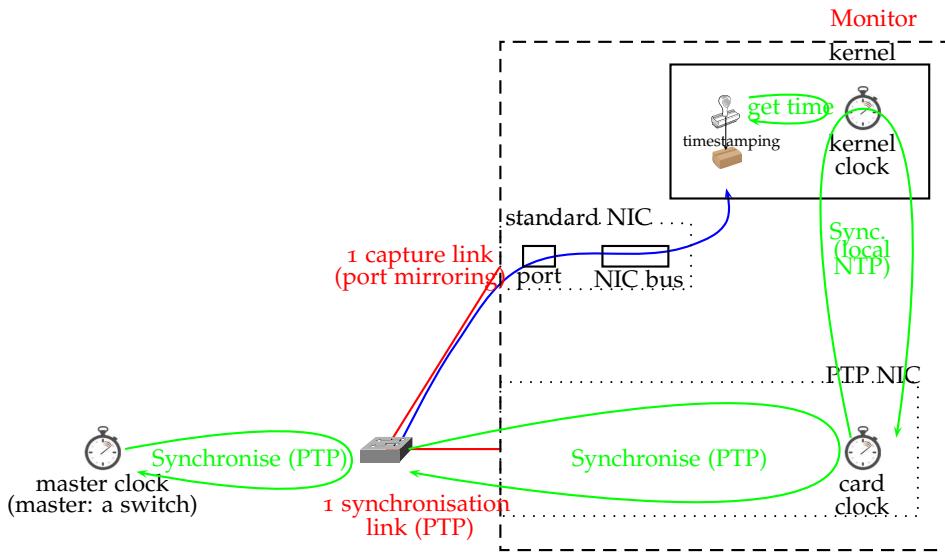 Monitor
kernel
get time
timestamping
kernel
clock
standard NIC
Sync.
(local
NTP)
1 capture link
(port mirroring)
port
NIC bus
PTP NIC
Synchronise (PTP)
Synchronise (PTP)
master clock
(master: a switch)
card
clock
1 synchronisation
link (PTP)